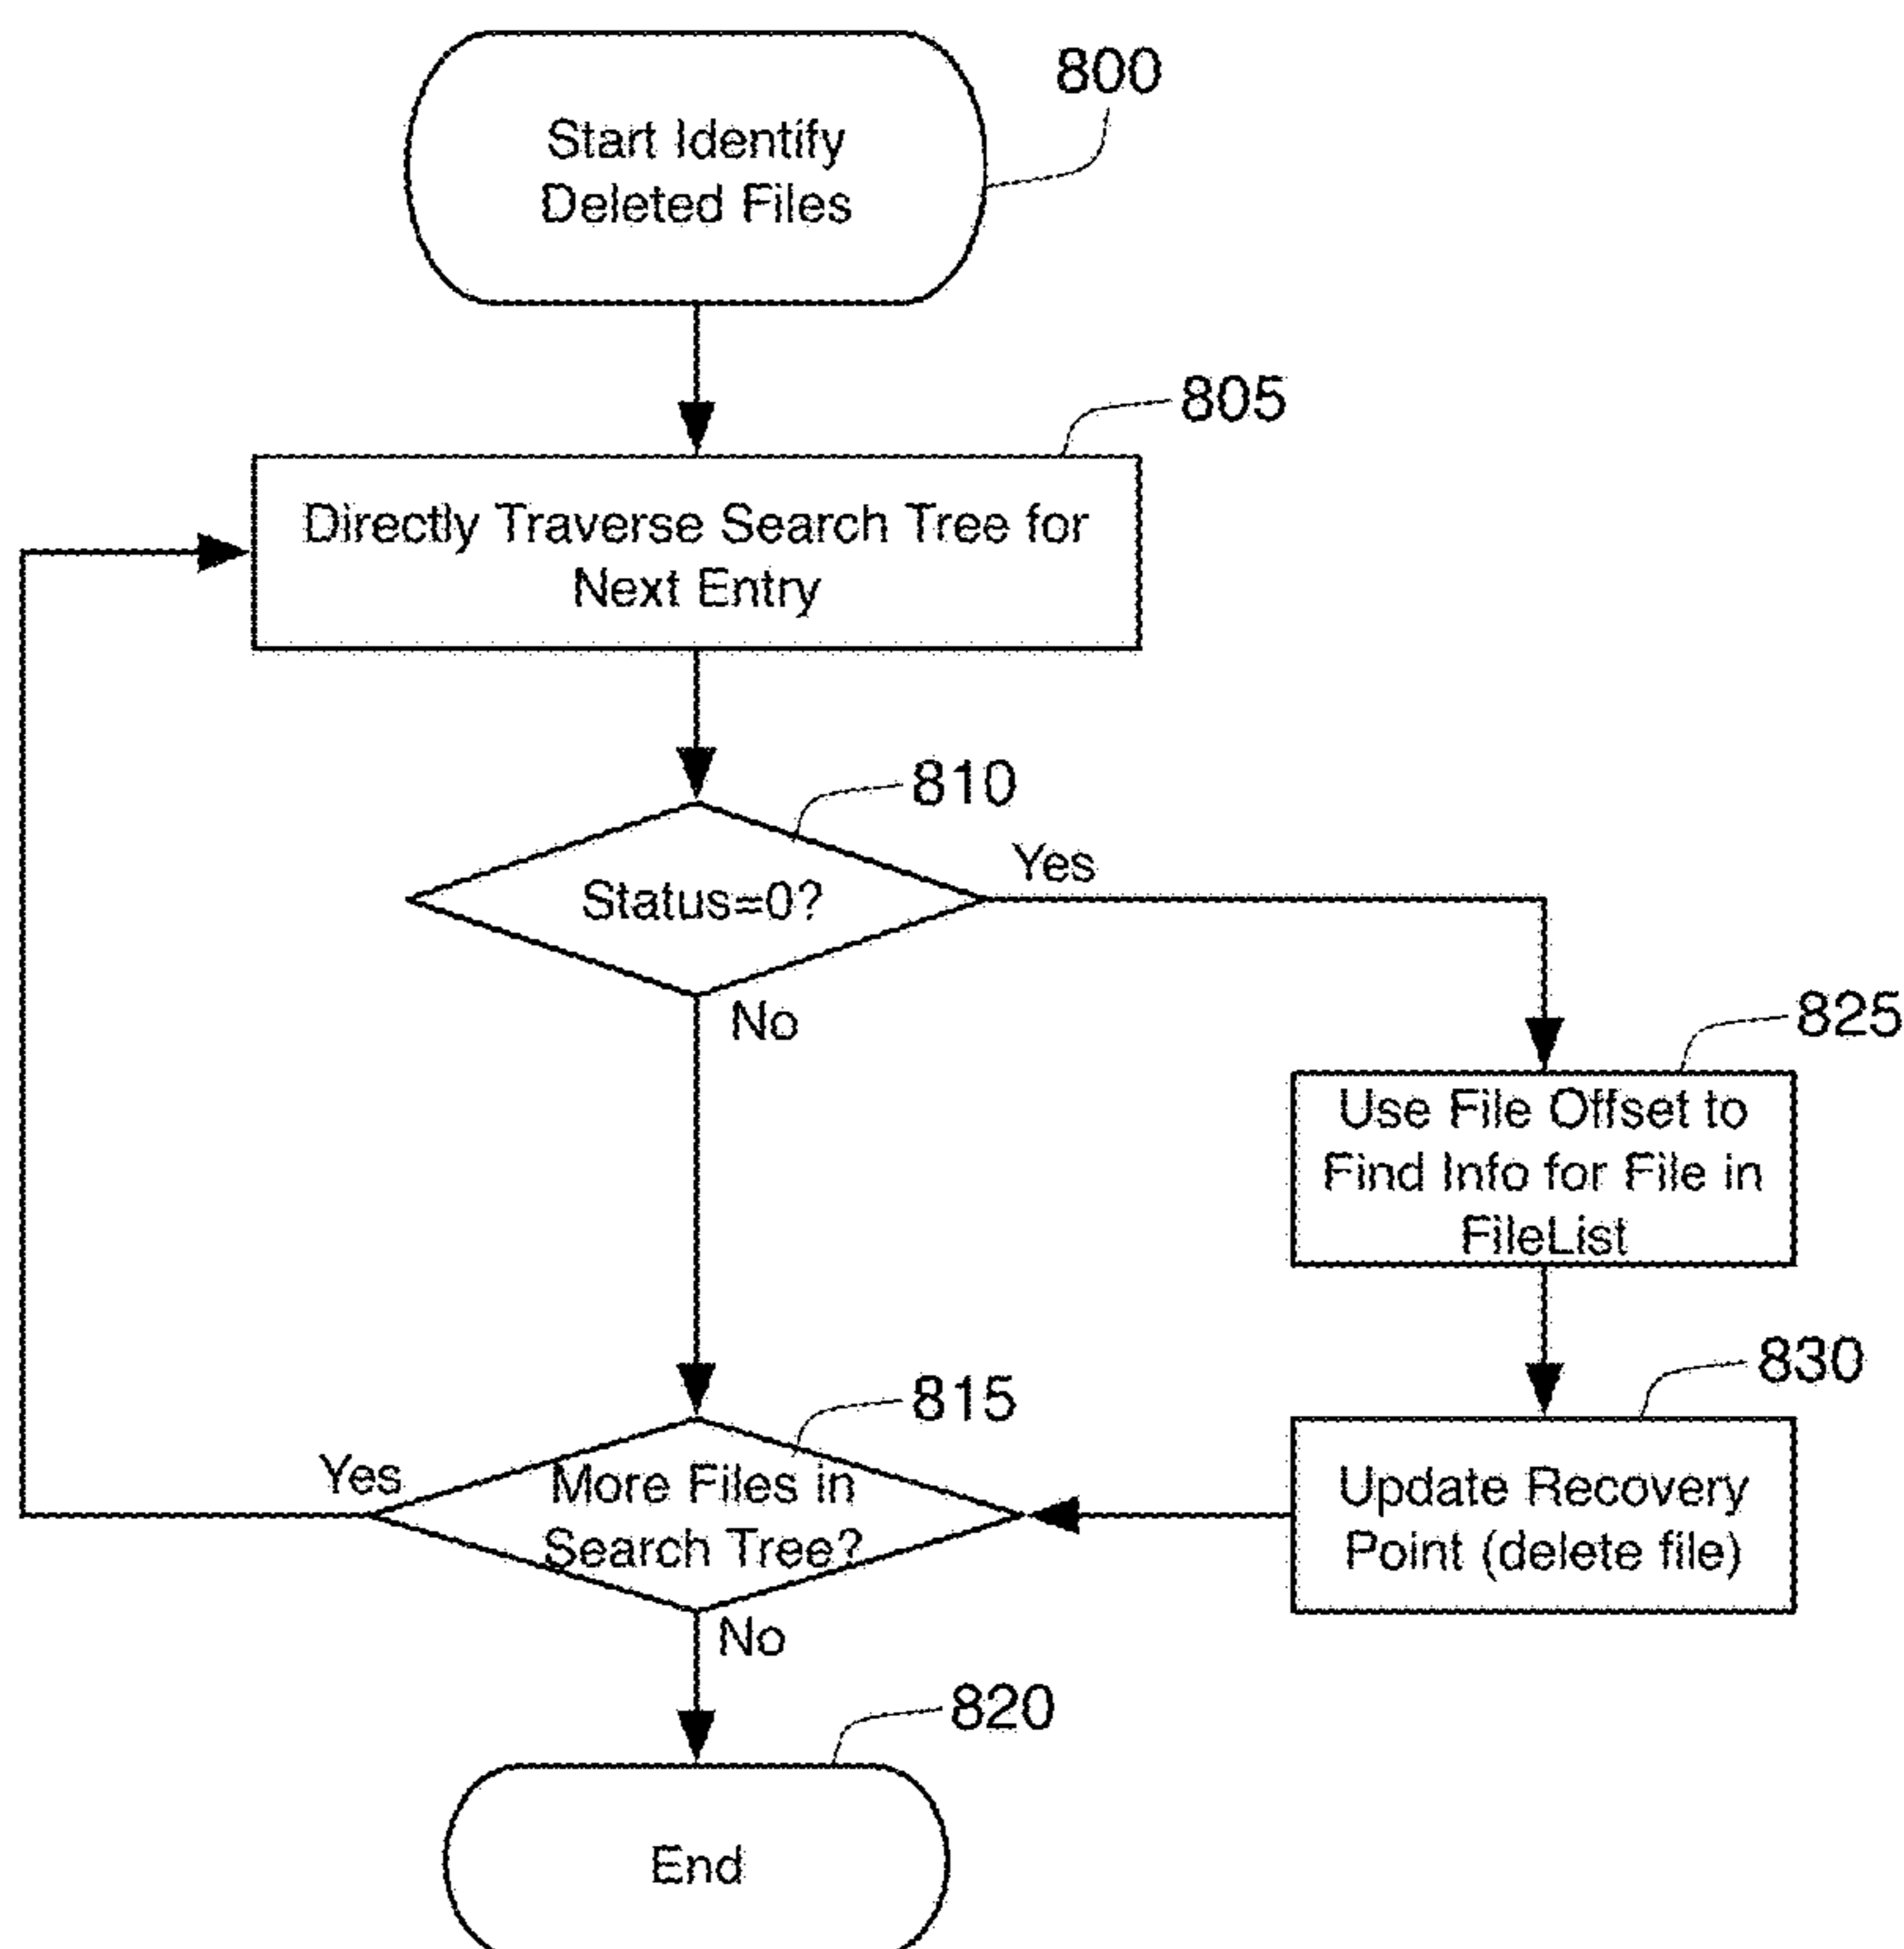 800
Start Identify
Deleted Files
805
Directly Traverse Search Tree for
Next Entry
810
Status=0?
Yes
No
825
Use File Offset to
Find Info for File in
FileList
830
Update Recovery
Point (delete file)
815
More Files in
Search Tree?
Yes
No
820
End